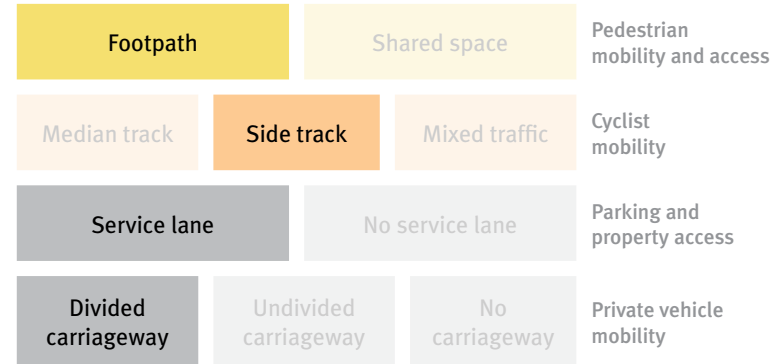 Footpath
Shared space
Pedestrian
mobility and access
Median track
Side track
Mixed traffic
Cyclist
mobility
Service lane
No service lane
Parking and
property access
Divided
carriageway
Undivided
carriageway
No
carriageway
Private vehicle
mobility